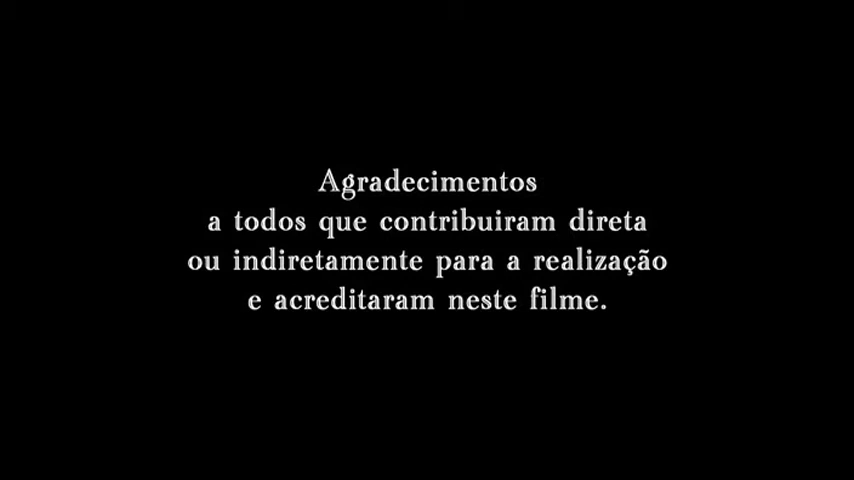 Agradecimentos
a todos que contribuiram direta
ou indiretamente para a realização
e acreditaram neste filme.